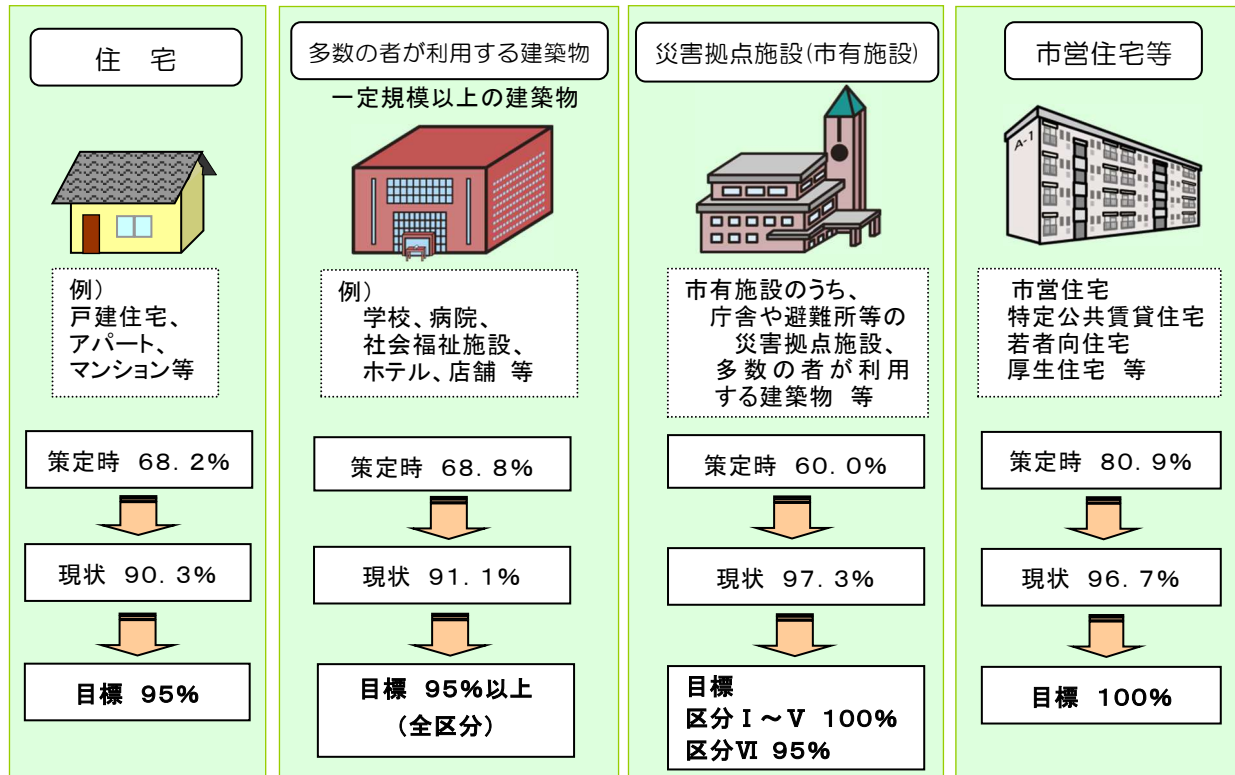 住 宅
例）
戸建住宅、
アパート、
マンション等
策定時 68．2％
現状 90．3％
目標 95％
多数の者が利用する建築物
一定規模以上の建築物
例）
学校、病院、
社会福祉施設、
ホテル、店舗 等
策定時 68．8％
現状 91．1％
目標 95％以上
（全区分）
災害拠点施設(市有施設)
市有施設のうち、
庁舎や避難所等の
災害拠点施設、
多数の者が利用
する建築物 等
策定時 60．0％
現状 97．3％
目標
区分Ⅰ～Ⅴ 100％
区分Ⅵ 95％
市営住宅等
A-1
市営住宅
特定公共賃貸住宅
若者向住宅
厚生住宅 等
策定時 80．9％
現状 96．7％
目標 100％